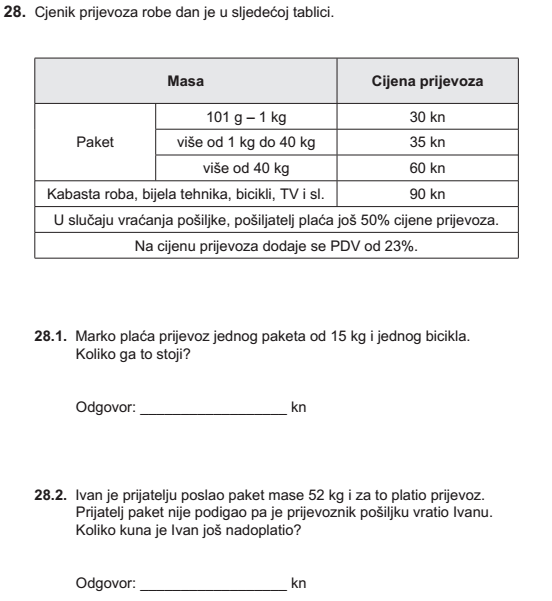 28. Cjenik prijevoza robe dan je u sljedećoj tablici.
Masa Cijena prijevoza
Paket
101 g – 1 kg 30 kn
više od 1 kg do 40 kg 35 kn
više od 40 kg 60 kn
Kabasta roba, bijela tehnika, bicikli, TV i sl. 90 kn
U slučaju vraćanja pošiljke, pošiljatelj plaća još 50% cijene prijevoza.
Na cijenu prijevoza dodaje se PDV od 23%.
28.1. Marko plaća prijevoz jednog paketa od 15 kg i jednog bicikla.
Koliko ga to stoji?
Odgovor: ___________________ kn
28.2. Ivan je prijatelju poslao paket mase 52 kg i za to platio prijevoz.
Prijatelj paket nije podigao pa je prijevoznik pošiljku vratio Ivanu.
Koliko kuna je Ivan još nadoplatio?
Odgovor: ___________________ kn